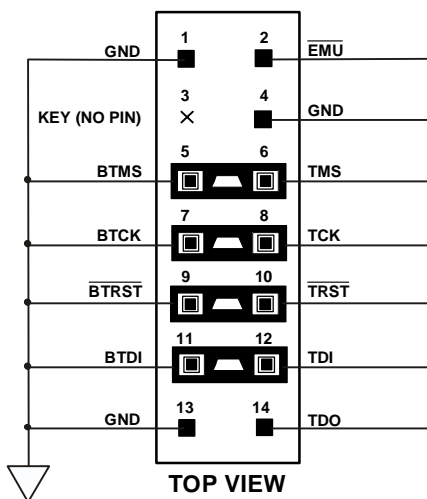 1 2
GND EMU
3 4
KEY (NO PIN) GND
5 6
BTMS TMS
7 8
BTCK TCK
9 10
BTRST TRST
11 12
BTDI TDI
13 14
GND TDO
TOP VIEW